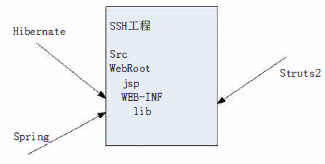 Hibernate
SSH工程
Src
WebRoot
jsp
WEB-INF
lib
Struts2
Spring